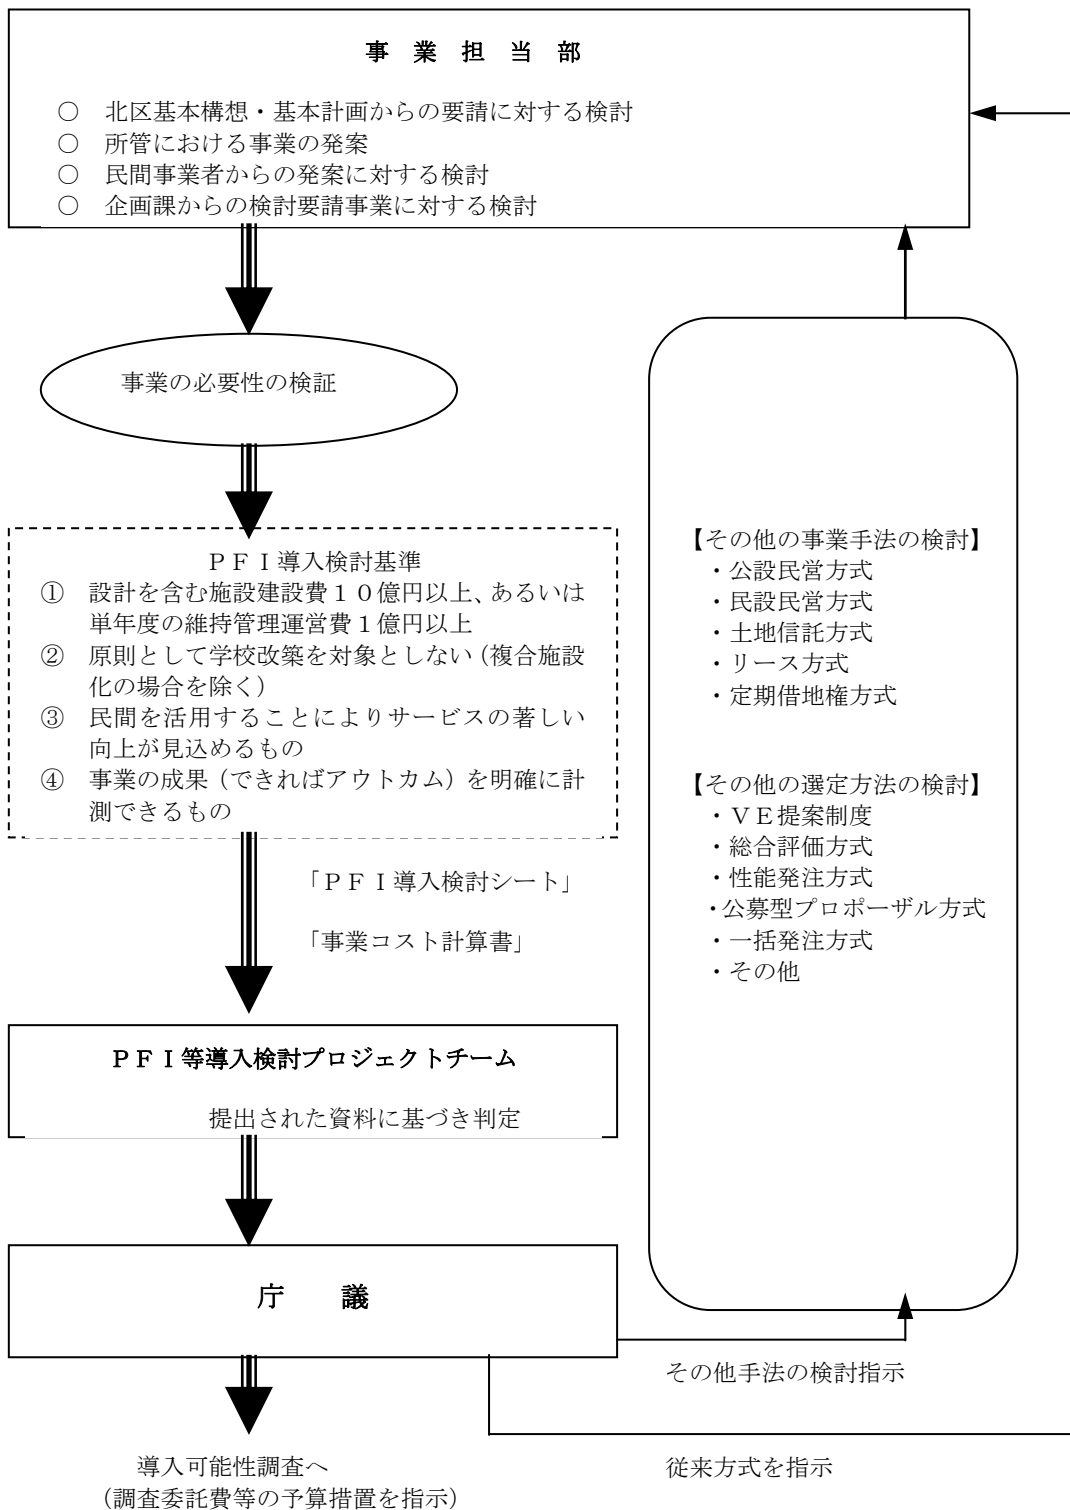 事　業　担　当　部
○　北区基本構想・基本計画からの要請に対する検討
○　所管における事業の発案
○　民間事業者からの発案に対する検討
○　企画課からの検討要請事業に対する検討
事業の必要性の検証
ＰＦＩ導入検討基準
①　設計を含む施設建設費１０億円以上、あるいは
単年度の維持管理運営費１億円以上
②　原則として学校改築を対象としない（複合施設
化の場合を除く）
③　民間を活用することによりサービスの著しい
向上が見込めるもの
④　事業の成果（できればアウトカム）を明確に計
測できるもの
「ＰＦＩ導入検討シート」
「事業コスト計算書」
ＰＦＩ等導入検討プロジェクトチーム
提出された資料に基づき判定
庁　　議
導入可能性調査へ
（調査委託費等の予算措置を指示）
【その他の事業手法の検討】
・公設民営方式
・民設民営方式
・土地信託方式
・リース方式
・定期借地権方式
【その他の選定方法の検討】
・ＶＥ提案制度
・総合評価方式
・性能発注方式
・公募型プロポーザル方式
・一括発注方式
・その他
その他手法の検討指示
従来方式を指示